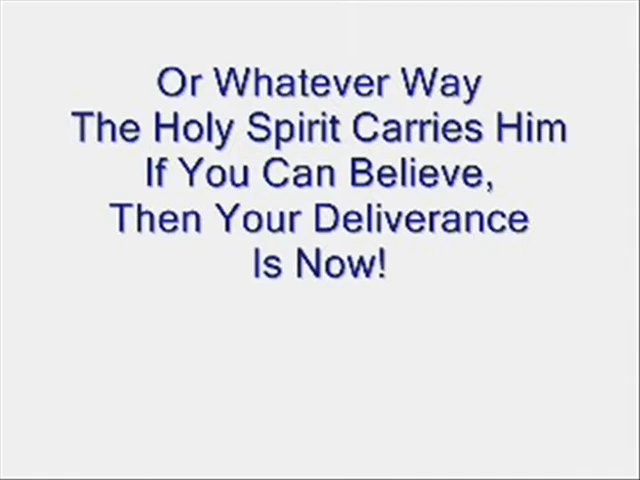 Or Whatever Way
The Holy Spirit Carries Him
If You Can Believe,
Then Your Deliverance
Is Now!